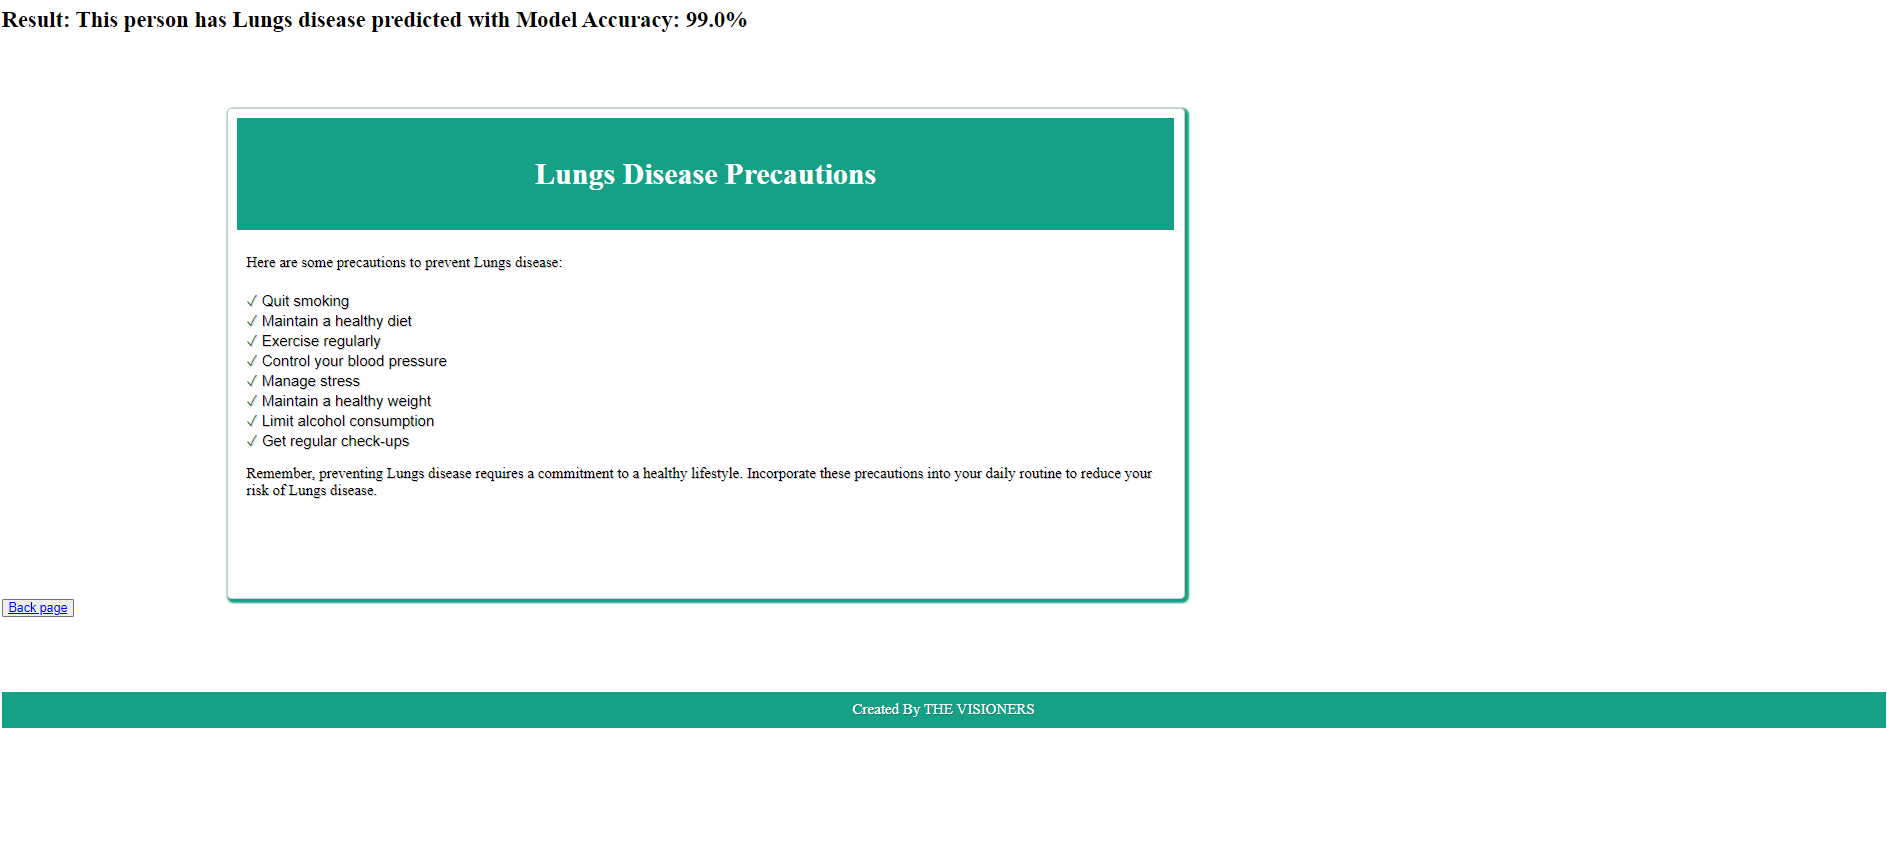 Result: This person has Lungs disease predicted with Model Accuracy: 99.0%
Lungs Disease Precautions
Here are some precautions to prevent Lungs disease:
✓ Quit smoking
✓ Maintain a healthy diet
✓ Exercise regularly
✓ Control your blood pressure
✓ Manage stress
✓ Maintain a healthy weight
✓ Limit alcohol consumption
✓ Get regular check-ups
Remember, preventing Lungs disease requires a commitment to a healthy lifestyle. Incorporate these precautions into your daily routine to reduce your
risk of Lungs disease.
Back page
Created By THE VISIONERS